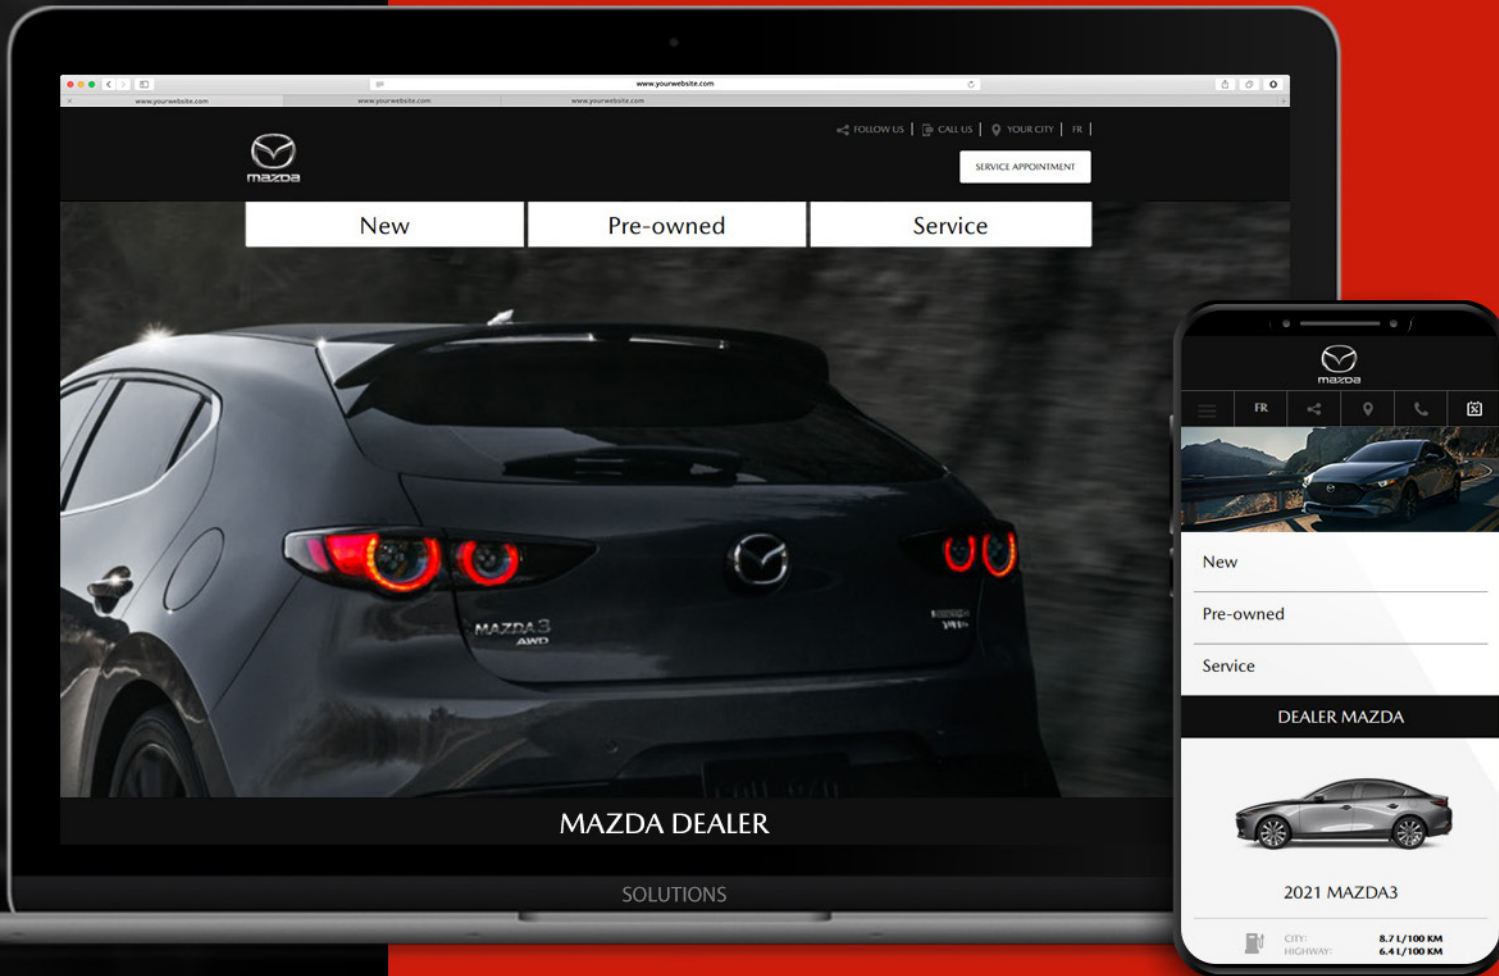 www.yourwebsite.com
www.yourwebsite.com
www.yourwebsite.com
www.yourwebsite.com
FOLLOW US
CALL US
YOUR CITY
FR
mazda
SERVICE APPOINTMENT
New
Pre-owned
Service
MAZDA3
AWD
MAZDA DEALER
SOLUTIONS
mazda
FR
New
Pre-owned
Service
DEALER MAZDA
2021 MAZDA3
CITY: 8.7 L/100 KM
HIGHWAY: 6.4 L/100 KM